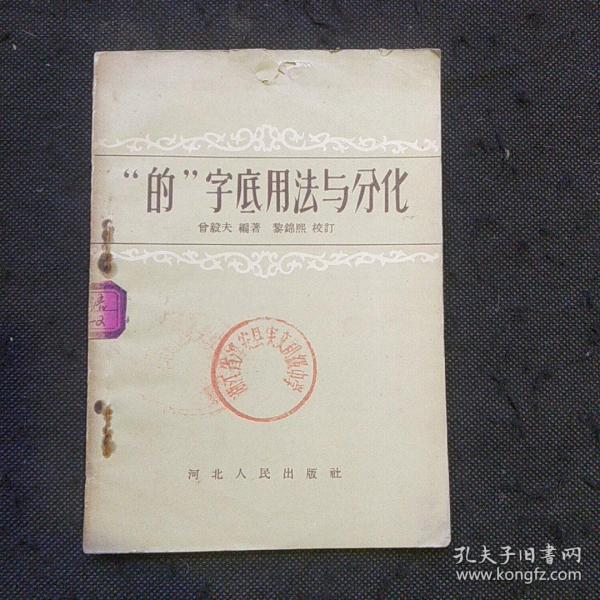 “的”字底用法与分化
曾毅夫 編著 黎錦熙 校訂
河北人民出版社
孔夫子旧書网
www.kongfz.com